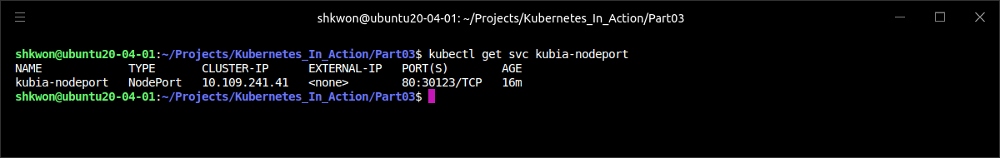 shkwon@ubuntu20-04-01: ~/Projects/Kubernetes_In_Action/Part03
shkwon@ubuntu20-04-01:~/Projects/Kubernetes_In_Action/Part03$ kubectl get svc kubia-nodeport
NAME             TYPE       CLUSTER-IP      EXTERNAL-IP   PORT(S)        AGE
kubia-nodeport   NodePort   10.109.241.41   <none>        80:30123/TCP   16m
shkwon@ubuntu20-04-01:~/Projects/Kubernetes_In_Action/Part03$